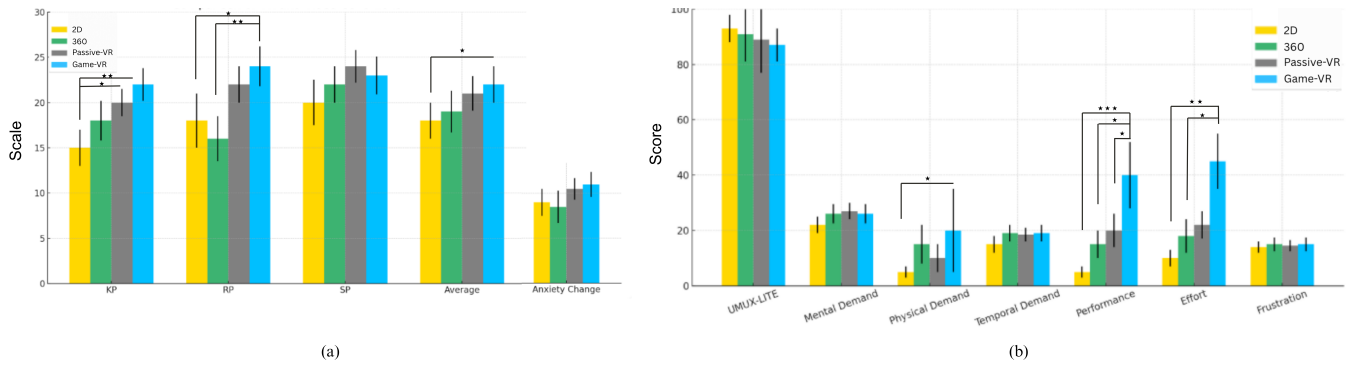 Scale
30
25
20
15
10
5
0
2D
360
Passive-VR
Game-VR
★★
★
★
★★
★
KP
RP
SP
Average
Anxiety Change
(a)
Score
100
80
60
40
20
0
2D
360
Passive-VR
Game-VR
★
★★★
★
★
★★
★
UMUX-LITE
Mental Demand
Physical Demand
Temporal Demand
Performance
Effort
Frustration
(b)